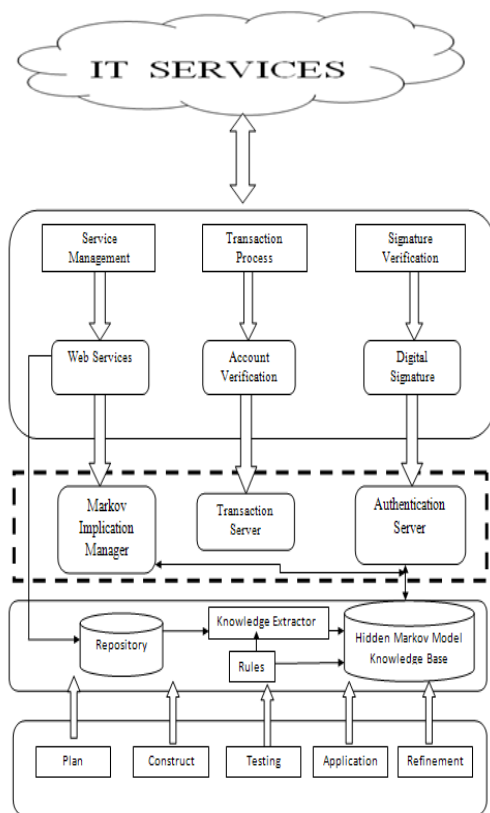 IT SERVICES
Service
Management
Transaction
Process
Signature
Verification
Web Services
Account
Verification
Digital
Signature
Markov
Implication
Manager
Transaction
Server
Authentication
Server
Repository
Knowledge Extractor
Rules
Hidden Markov Model
Knowledge Base
Plan
Construct
Testing
Application
Refinement